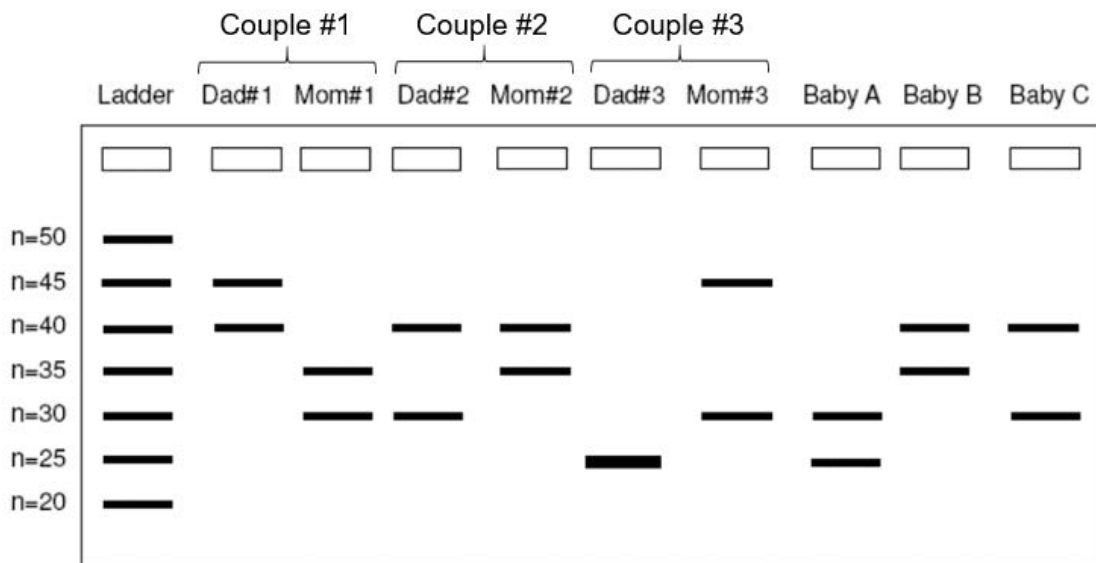 Couple #1 Couple #2 Couple #3
Ladder Dad#1 Mom#1 Dad#2 Mom#2 Dad#3 Mom#3 Baby A Baby B Baby C
n=50
n=45
n=40
n=35
n=30
n=25
n=20